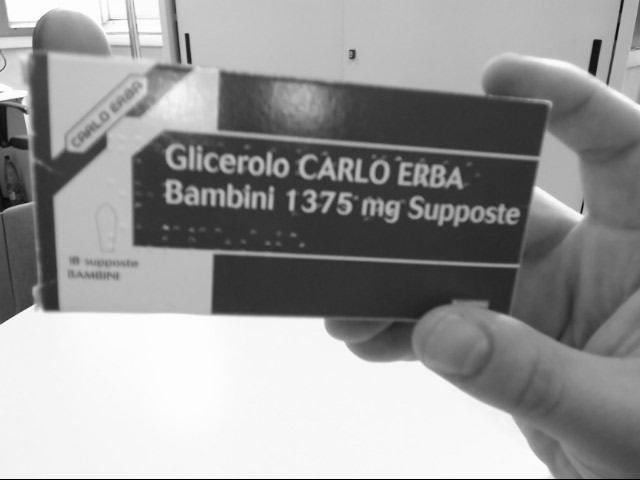 CARLO ERBA
Glicerolo CARLO ERBA
Bambini 1375 mg Supposte
18 supposte
BAMBINI